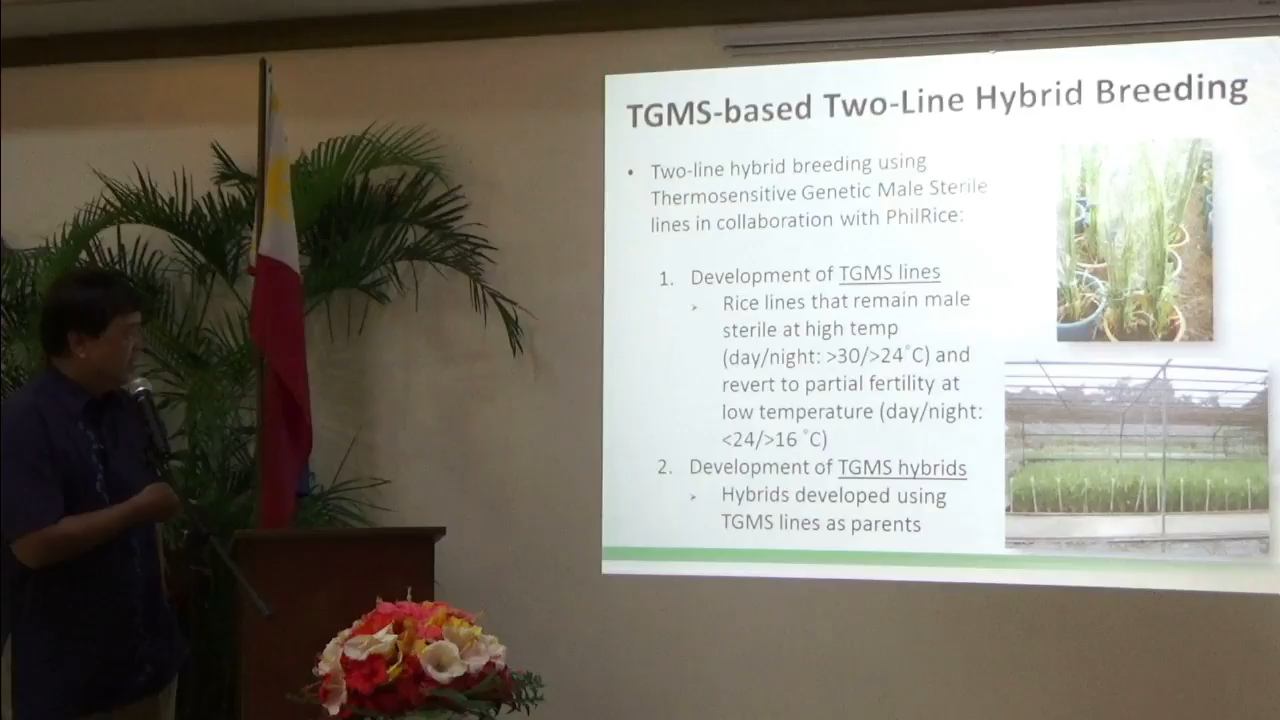 TGMS-based Two-Line Hybrid Breeding
• Two-line hybrid breeding using
Thermosensitive Genetic Male Sterile
lines in collaboration with PhilRice:
1. Development of TGMS lines
➢ Rice lines that remain male
sterile at high temp
(day/night: >30/>24˚C) and
revert to partial fertility at
low temperature (day/night:
<24/>16 ˚C)
2. Development of TGMS hybrids
➢ Hybrids developed using
TGMS lines as parents